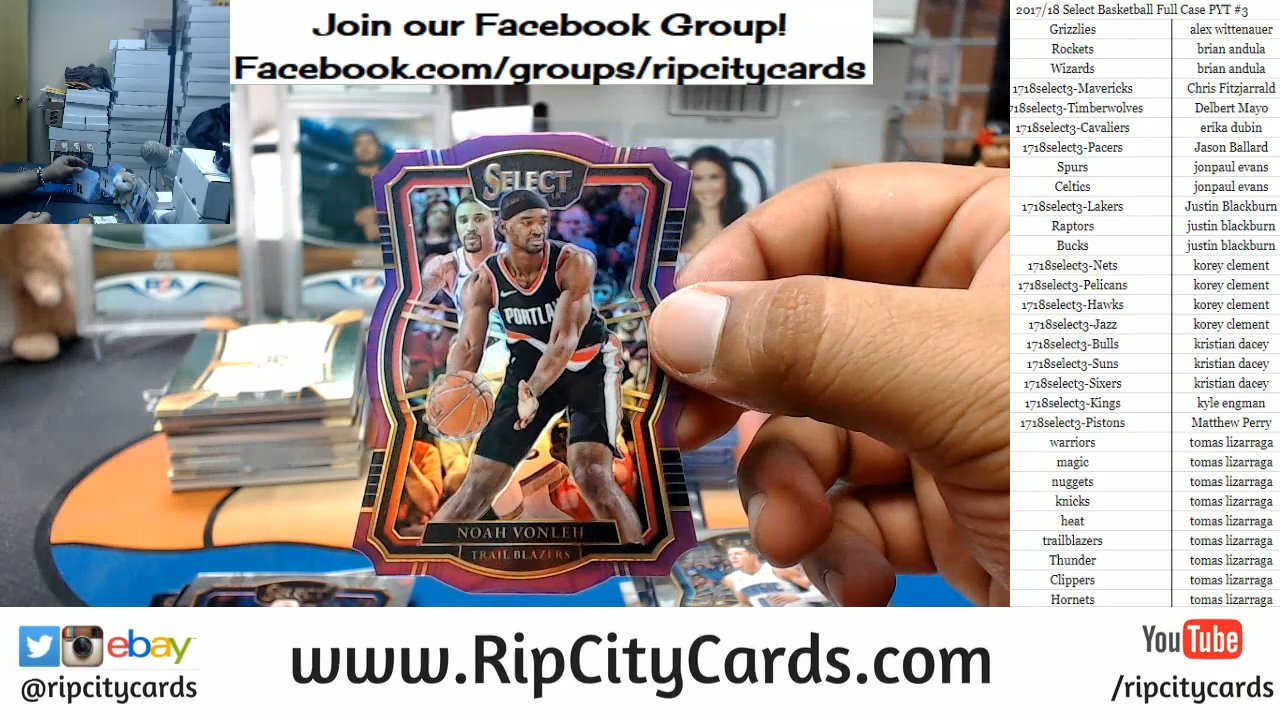 Join our Facebook Group!
Facebook.com/groups/ripcitycards
2017/18 Select Basketball Full Case PYT #3
Grizzlies alex wittenauer
Rockets brian andula
Wizards brian andula
1718select3-Mavericks Chris Fitzjarrald
718select3-Timberwolves Delbert Mayo
1718select3-Cavaliers erika dubin
1718select3-Pacers Jason Ballard
Spurs jonpaul evans
Celtics jonpaul evans
1718select3-Lakers Justin Blackburn
Raptors justin blackburn
Bucks justin blackburn
1718select3-Nets korey clement
1718select3-Pelicans korey clement
1718select3-Hawks korey clement
1718select3-Jazz korey clement
1718select3-Bulls kristian dacey
1718select3-Suns kristian dacey
1718select3-Sixers kristian dacey
1718select3-Kings kyle engman
1718select3-Pistons Matthew Perry
warriors tomas lizarraga
magic tomas lizarraga
nuggets tomas lizarraga
knicks tomas lizarraga
heat tomas lizarraga
trailblazers tomas lizarraga
Thunder tomas lizarraga
Clippers tomas lizarraga
Hornets tomas lizarraga
SELECT
PORTLA
NOAH VONLEH
TRAIL BLAZERS
SELECT
ebay
@ripcitycards
www.RipCityCards.com
YouTube
/ripcitycards